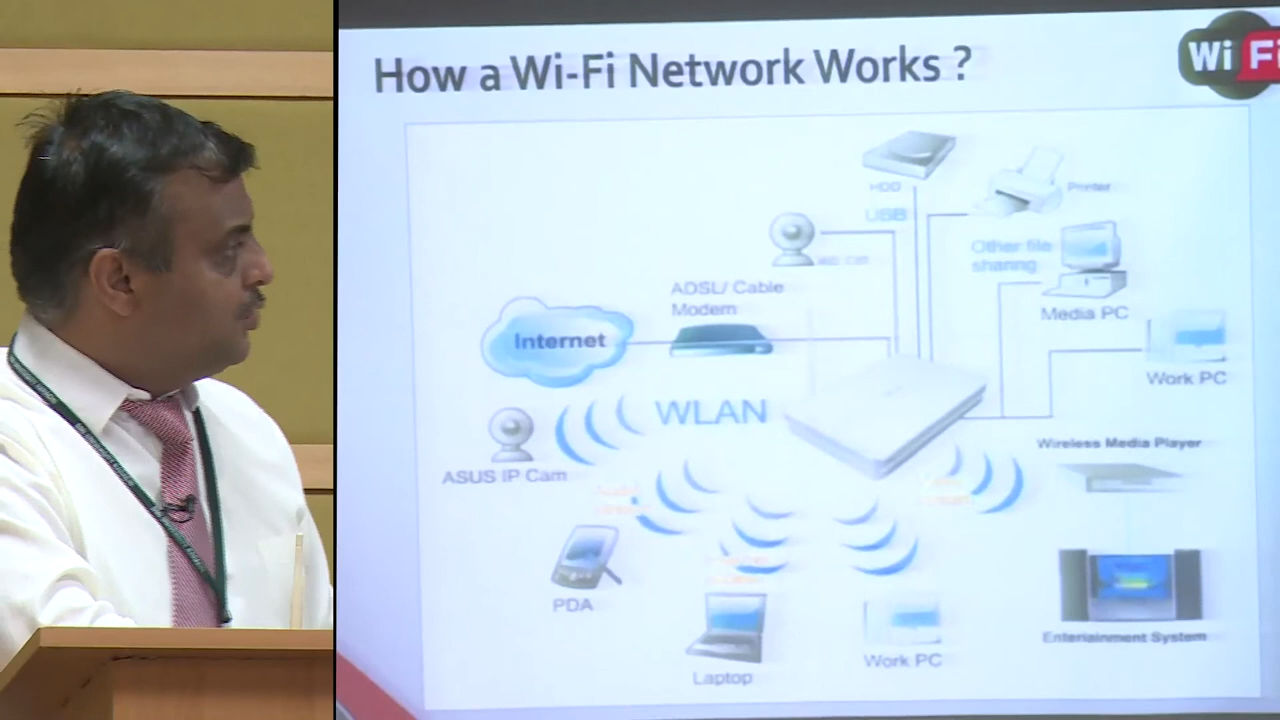 How a Wi-Fi Network Works ?
Wi Fi
HDD
USB
Printer
Other file
sharing
Media PC
ADSL/ Cable
Modem
Internet
Work PC
WLAN
ASUS IP Cam
Wireless Media Player
PDA
Laptop
Work PC
Entertainment System